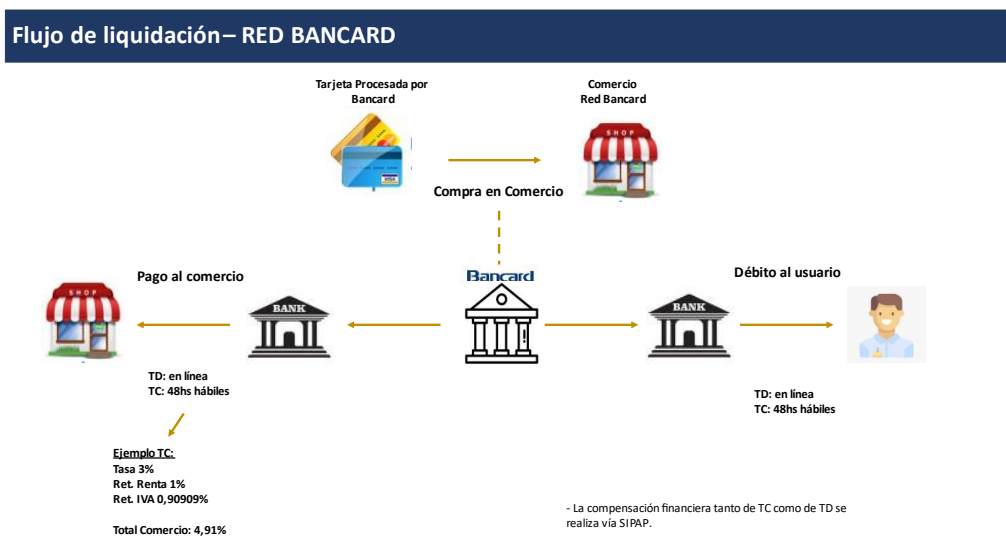 Flujo de liquidación – RED BANCARD
Tarjeta Procesada por
Bancard
Comercio
Red Bancard
SHOP
VISA
Compra en Comercio
Bancard
Pago al comercio
Débito al usuario
SHOP
BANK
BANK
TD: en línea
TC: 48hs hábiles
TD: en línea
TC: 48hs hábiles
Ejemplo TC:
Tasa 3%
Ret. Renta 1%
Ret. IVA 0,90909%
Total Comercio: 4,91%
- La compensación financiera tanto de TC como de TD se
realiza vía SIPAP.